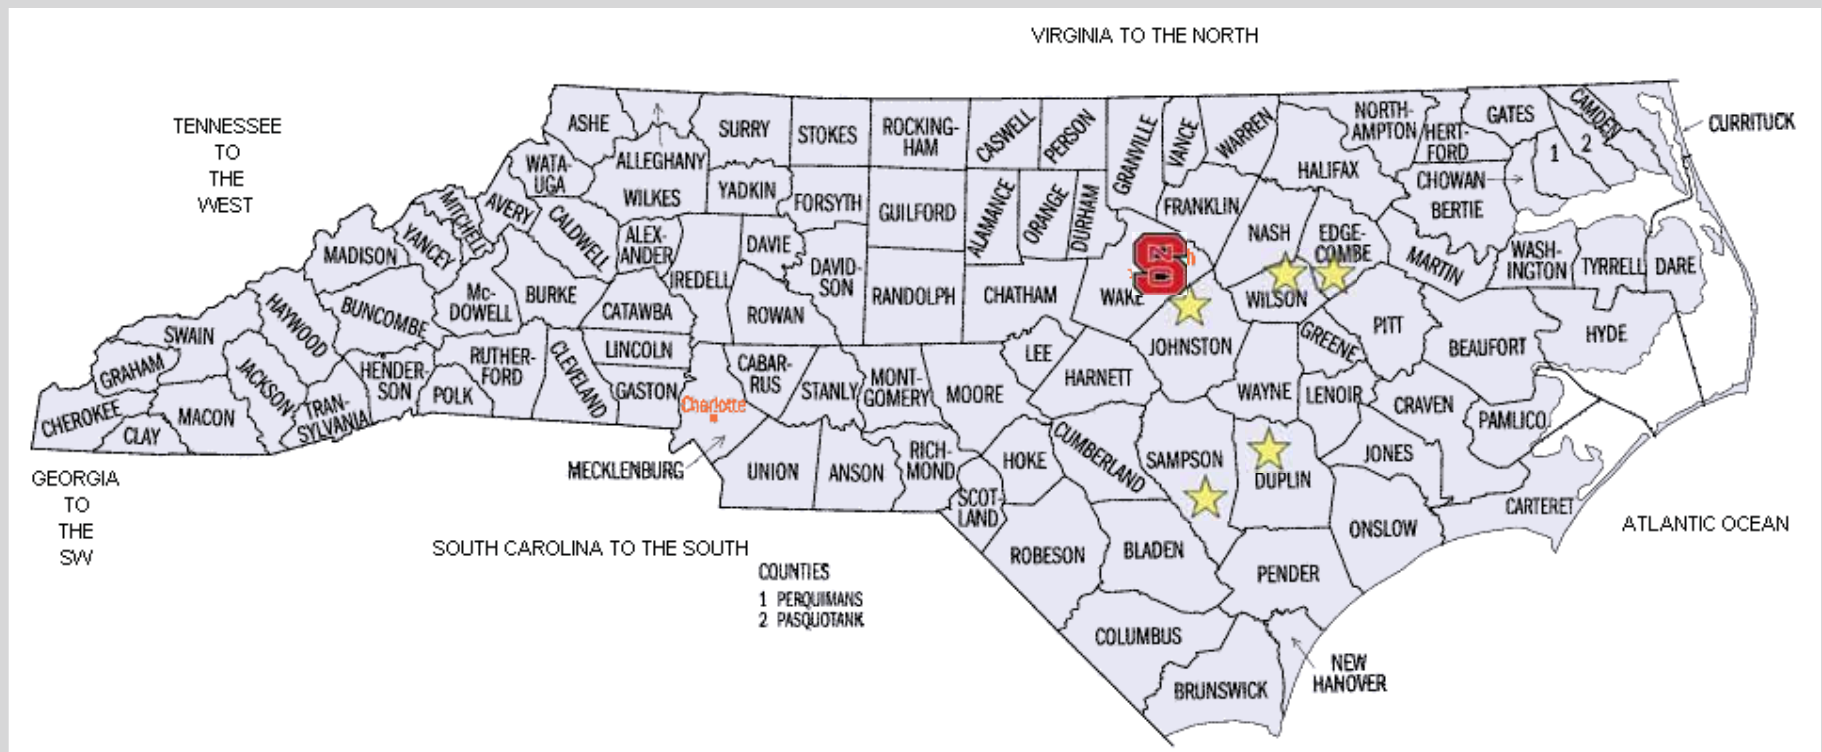 VIRGINIA TO THE NORTH
TENNESSEE
TO
THE
WEST
GEORGIA
TO
THE
SW
SOUTH CAROLINA TO THE SOUTH
ATLANTIC OCEAN
CURRITUCK
ASHE
ALLEGHANY
SURRY
STOKES
ROCKING-
HAM
CASWELL
PERSON
GRANVILLE
VANCE
WARREN
NORTH-
AMPTON
HERT-
FORD
GATES
CAMDEN
1
2
HALIFAX
CHOWAN
BERTIE
WATA-
UGA
WILKES
YADKIN
FORSYTH
GUILFORD
ALAMANCE
ORANGE
DURHAM
FRANKLIN
NASH
EDGE-
COMBE
MARTIN
WASH-
INGTON
TYRRELL
DARE
MITCHELL
AVERY
CALDWELL
ALEX-
ANDER
IREDELL
DAVIE
DAVID-
SON
RANDOLPH
CHATHAM
WAKE
S
WILSON
PITT
BEAUFORT
HYDE
MADISON
YANCEY
Mc-
DOWELL
BURKE
CATAWBA
ROWAN
HAYWOOD
BUNCOMBE
SWAIN
GRAHAM
JACKSON
HENDER-
SON
RUTHER-
FORD
POLK
CLEVELAND
LINCOLN
GASTON
CABAR-
RUS
STANLY
MONT-
GOMERY
MOORE
LEE
HARNETT
JOHNSTON
GREENE
WAYNE
LENOIR
CRAVEN
PAMLICO
CHEROKEE
CLAY
MACON
TRAN-
SYLVANIA
Charlotte
MECKLENBURG
UNION
ANSON
RICH-
MOND
SCOT-
LAND
HOKE
CUMBERLAND
SAMPSON
DUPLIN
JONES
CARTERET
ONSLOW
ROBESON
BLADEN
PENDER
COLUMBUS
BRUNSWICK
NEW
HANOVER
COUNTIES
1 PERQUIMANS
2 PASQUOTANK